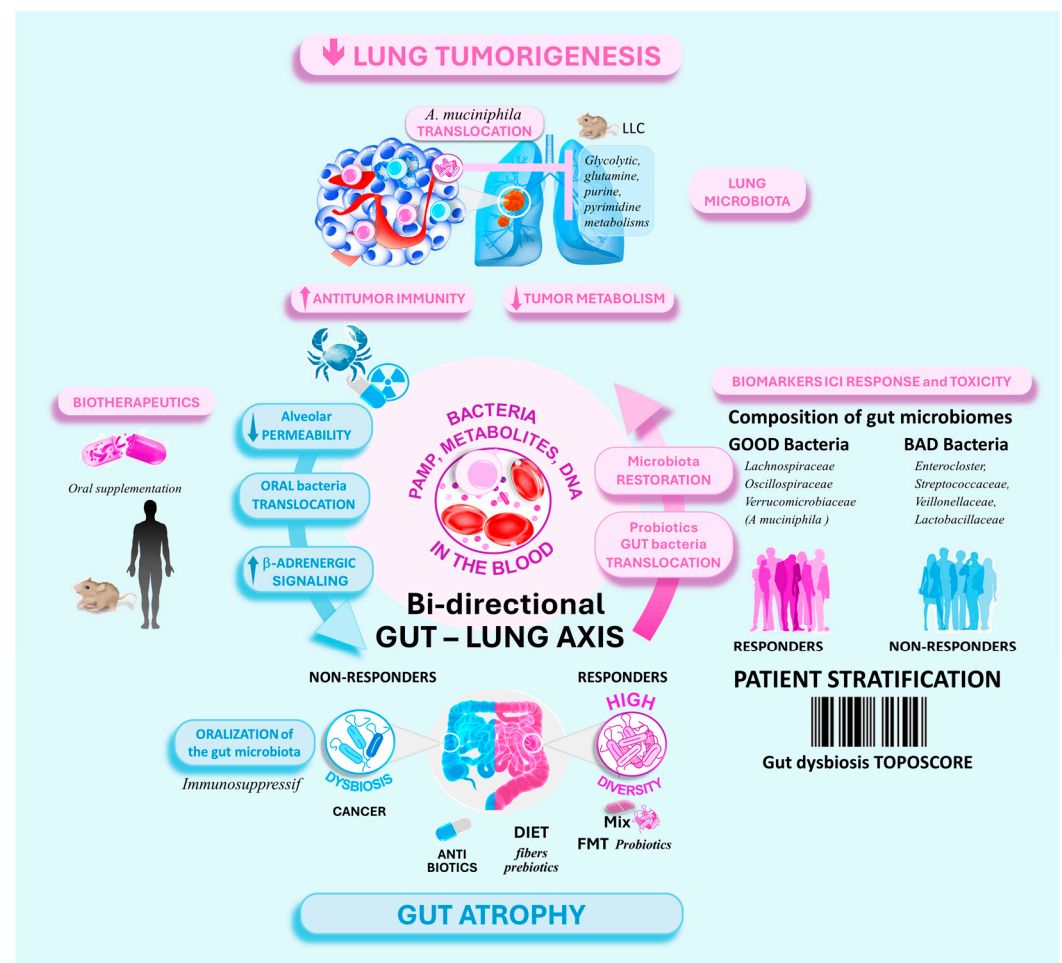 LUNG TUMORIGENESIS
A. muciniphila
TRANSLOCATION
LLC
Glycolytic,
glutamine,
purine,
pyrimidine
metabolisms
LUNG
MICROBIOTA
ANTITUMOR IMMUNITY
TUMOR METABOLISM
BIOTHERAPEUTICS
Oral supplementation
Alveolar
PERMEABILITY
ORAL bacteria
TRANSLOCATION
β-ADRENERGIC
SIGNALING
BACTERIA
PAMP, METABOLITES, DNA
IN THE BLOOD
Microbiota
RESTORATION
Probiotics
GUT bacteria
TRANSLOCATION
Bi-directional
GUT – LUNG AXIS
BIOMARKERS ICI RESPONSE and TOXICITY
Composition of gut microbiomes
GOOD Bacteria
Lachnospiraceae
Oscillospiraceae
Verrucomicrobiaceae
(A muciniphila )
BAD Bacteria
Enterocloster,
Streptococcaceae,
Veillonellaceae,
Lactobacillaceae
RESPONDERS
NON-RESPONDERS
PATIENT STRATIFICATION
Gut dysbiosis TOPOSCORE
NON-RESPONDERS
RESPONDERS
ORALIZATION of
the gut microbiota
Immunosuppressif
DYSBIOSIS
CANCER
HIGH
DIVERSITY
ANTI
BIOTICS
DIET
fibers
prebiotics
Mix
FMT Probiotics
GUT ATROPHY